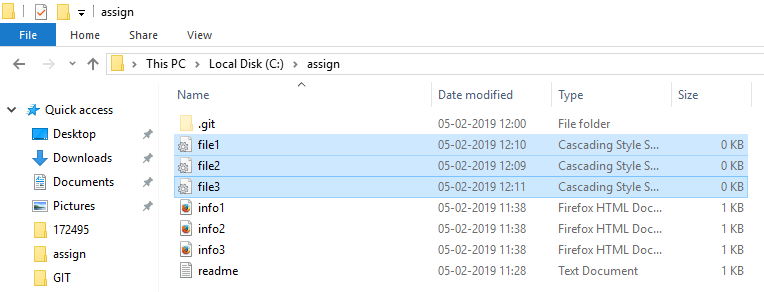 assign
File Home Share View
This PC Local Disk (C:) assign
Name Date modified Type Size
Quick access
Desktop
Downloads
Documents
Pictures
172495
assign
GIT
.git 05-02-2019 12:00 File folder
file1 05-02-2019 12:10 Cascading Style S... 0 KB
file2 05-02-2019 12:09 Cascading Style S... 0 KB
file3 05-02-2019 12:11 Cascading Style S... 0 KB
info1 05-02-2019 11:38 Firefox HTML Doc... 1 KB
info2 05-02-2019 11:38 Firefox HTML Doc... 1 KB
info3 05-02-2019 11:38 Firefox HTML Doc... 1 KB
readme 05-02-2019 11:28 Text Document 1 KB